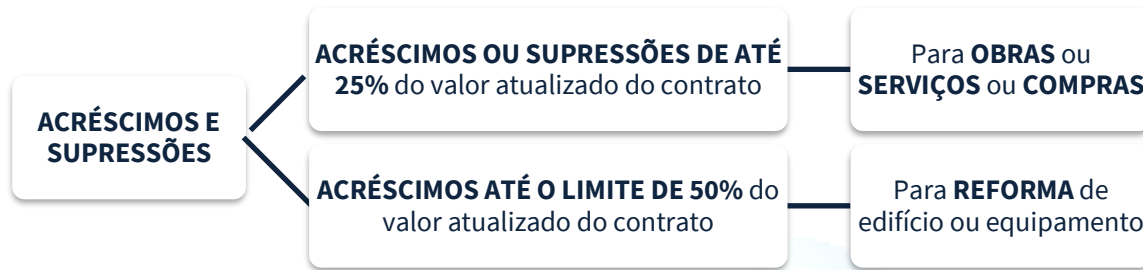 ACRÉSCIMOS E
SUPRESSÕES
ACRÉSCIMOS OU SUPRESSÕES DE ATÉ
25% do valor atualizado do contrato
Para OBRAS ou
SERVIÇOS ou COMPRAS
ACRÉSCIMOS ATÉ O LIMITE DE 50% do
valor atualizado do contrato
Para REFORMA de
edifício ou equipamento